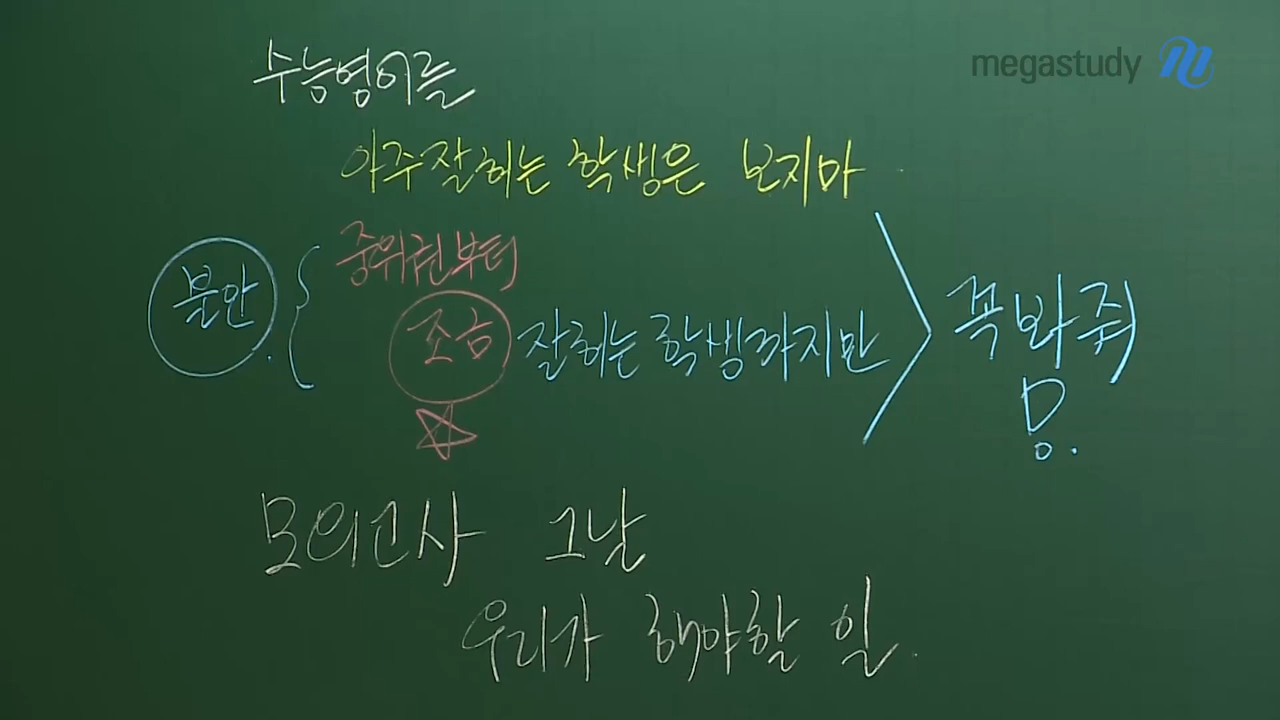 megastudy
수능영어를
아주잘하는 학생은 보지마
중위권부터
불안
조금 잘하는 학생까지만
꼭봐줘
모의고사 그날
우리가 해야할 일.